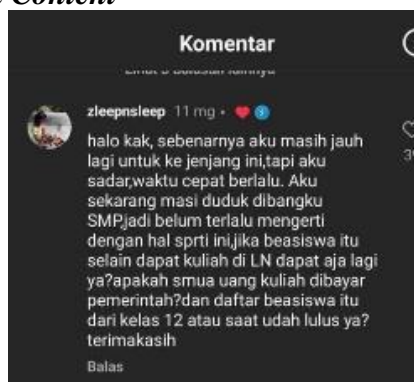 Content
Komentar
zleepnsleep 11 mg
halo kak, sebenarnya aku masih jauh
lagi untuk ke jenjang ini,tapi aku
sadar,waktu cepat berlalu. Aku
sekarang masi duduk dibangku
SMP,jadi belum terlalu mengerti
dengan hal sprti ini,jika beasiswa itu
selain dapat kuliah di LN dapat aja lagi
ya?apakah smua uang kuliah dibayar
pemerintah?dan daftar beasiswa itu
dari kelas 12 atau saat udah lulus ya?
terimakasih
Balas